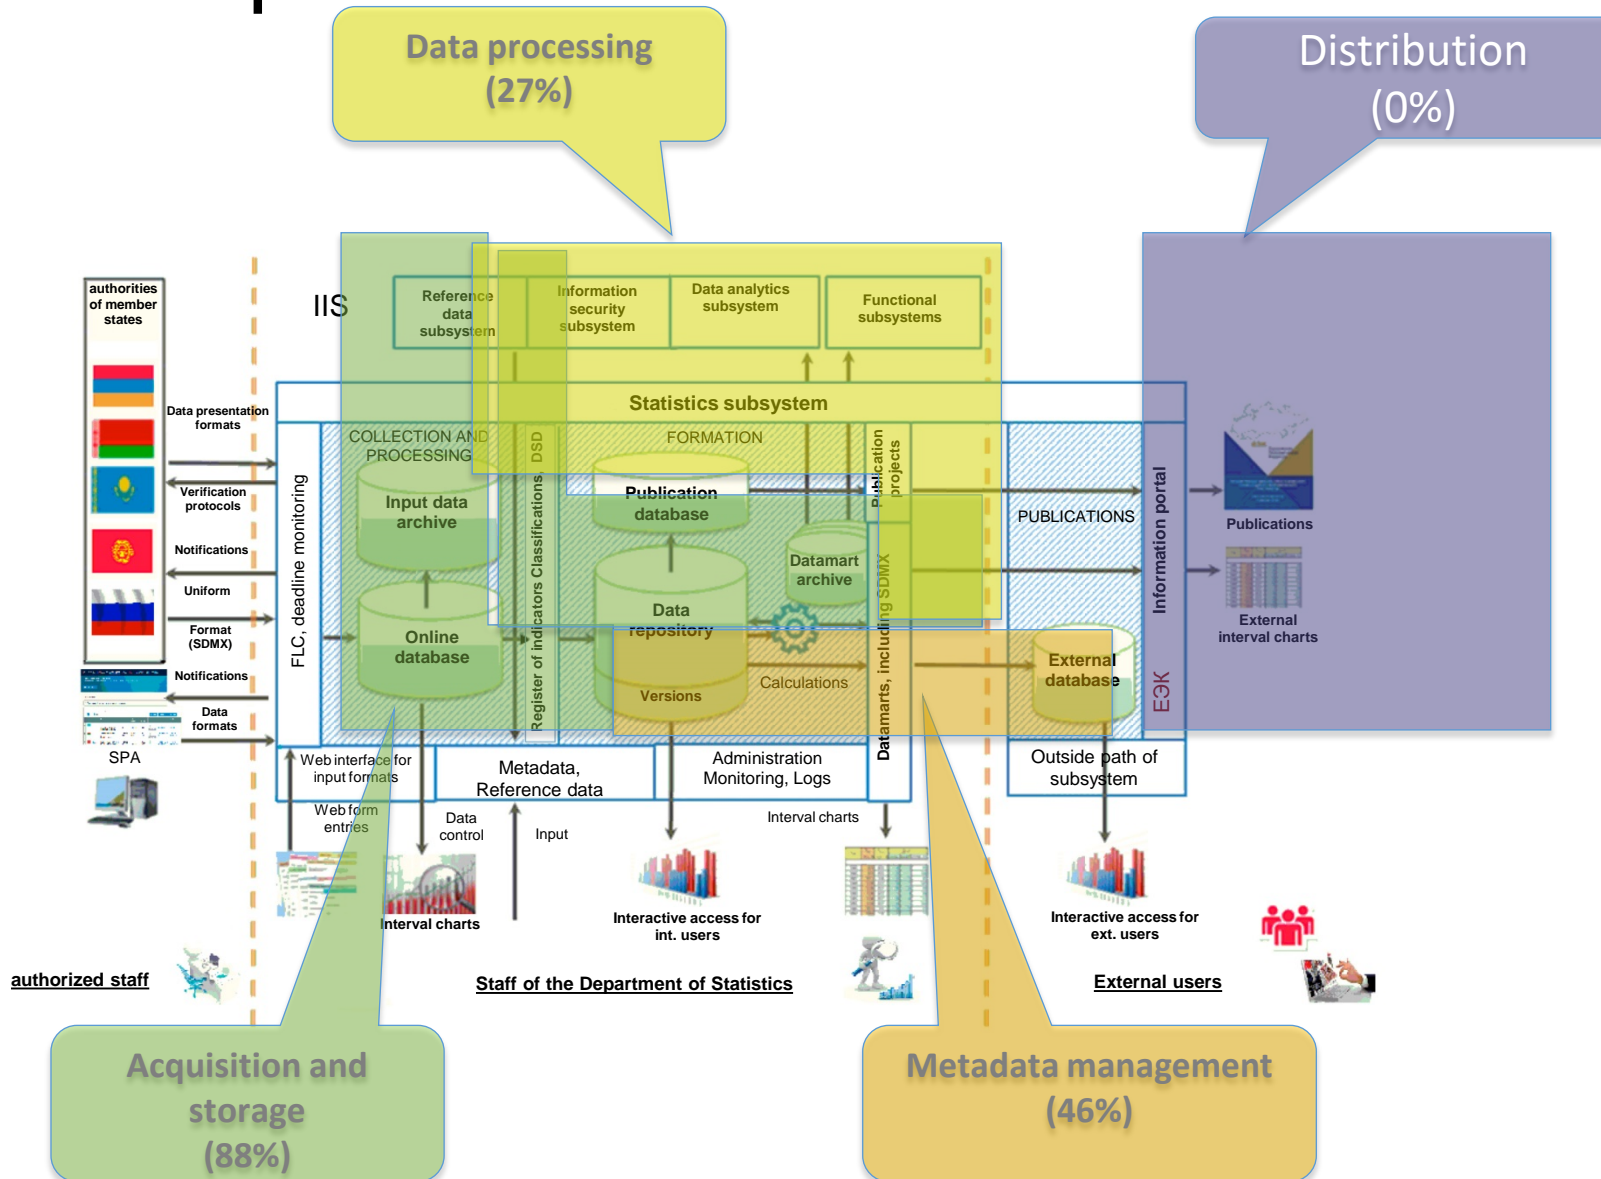 Data processing
(27%)
Distribution
(0%)
authorities
of member
states
IIS
Reference
data
subsystem
Information
security
subsystem
Data analytics
subsystem
Functional
subsystems
Statistics subsystem
Data presentation
formats
Verification
protocols
Notifications
Uniform
Format
(SDMX)
Notifications
Data
formats
SPA
FLC, deadline monitoring
COLLECTION AND
PROCESSING
Input data
archive
Online
database
Register of indicators Classifications, DSD
FORMATION
Publication
database
Data
repository
Versions
Datamart
archive
Calculations
Publication
projects
Datamarts, including SDMX
PUBLICATIONS
External
database
Information portal
ЕЭК
Publications
External
interval charts
Web interface for
input formats
Metadata,
Reference data
Administration
Monitoring, Logs
Outside path of
subsystem
Web form
entries
Data
control
Input
Interval charts
Interval charts
Interactive access for
int. users
Interactive access for
ext. users
authorized staff
Staff of the Department of Statistics
External users
Acquisition and
storage
(88%)
Metadata management
(46%)